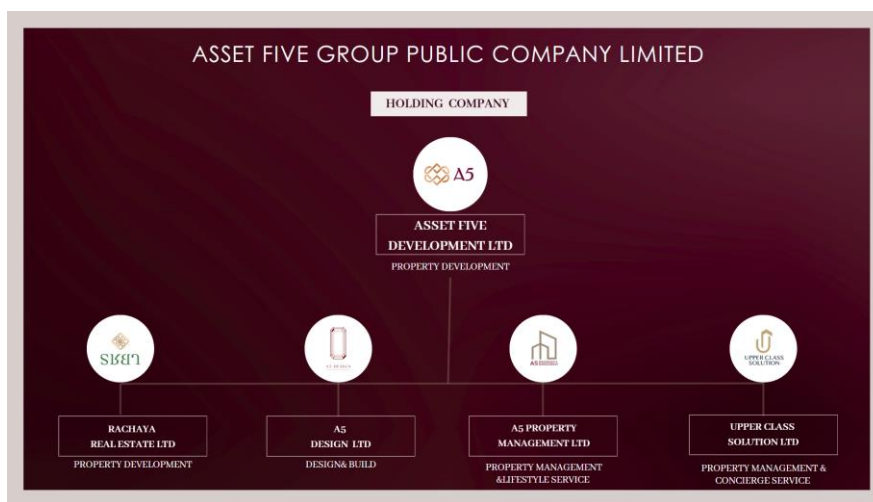 ASSET FIVE GROUP PUBLIC COMPANY LIMITED
HOLDING COMPANY
A5
ASSET FIVE
DEVELOPMENT LTD
PROPERTY DEVELOPMENT
UPPER CLASS
SOLUTION
RACHAYA
REAL ESTATE LTD
PROPERTY DEVELOPMENT
A5
DESIGN LTD
DESIGN& BUILD
A5 PROPERTY
MANAGEMENT LTD
PROPERTY MANAGEMENT
&LIFESTYLE SERVICE
UPPER CLASS
SOLUTION LTD
PROPERTY MANAGEMENT &
CONCIERGE SERVICE